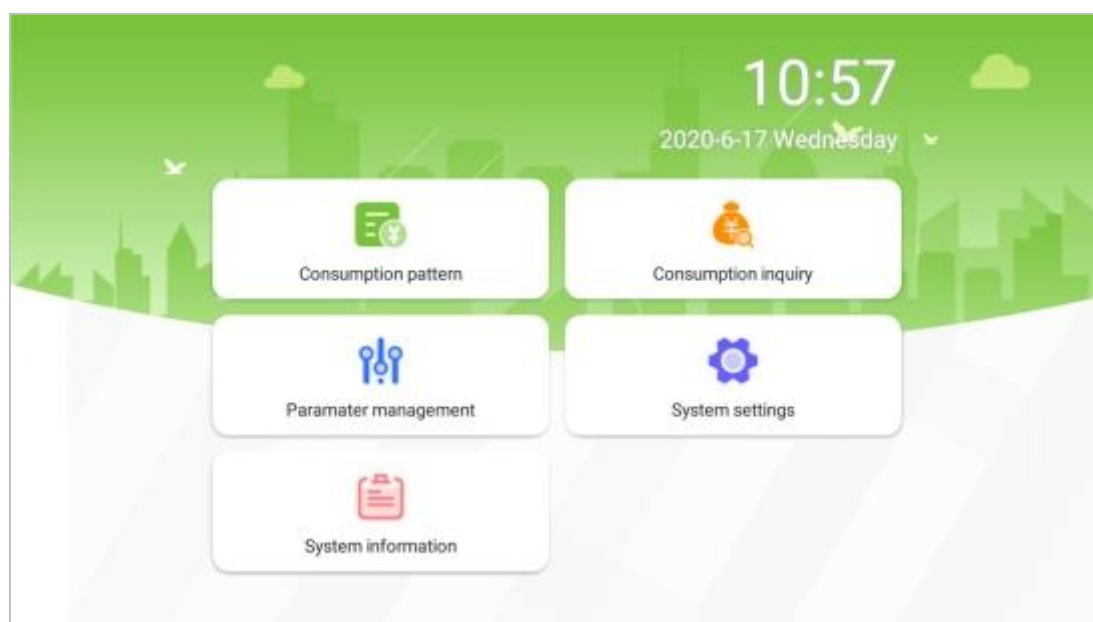 10:57
2020-6-17 Wednesday
Consumption pattern
Consumption inquiry
Paramater management
System settings
System information